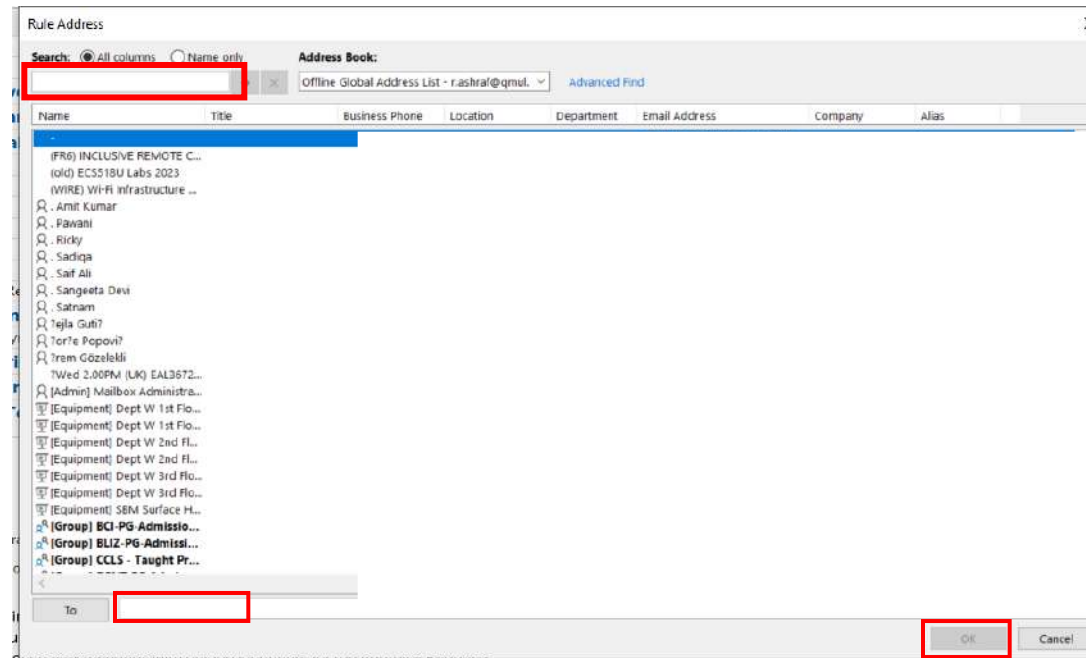 Rule Address
Search: All columns Name only Address Book:
Offline Global Address List - r.ashraf@qmul. Advanced Find
Name Title Business Phone Location Department Email Address Company Alias
-
(FR6) INCLUSIVE REMOTE C...
(old) ECS518U Labs 2023
(WIRE) Wi-Fi Infrastructure ...
. Amit Kumar
. Pawani
. Ricky
. Sadiqa
. Saif Ali
. Sangeeta Devi
. Satnam
?ejla Guti?
?or?e Popovi?
?rem Gözelekli
?Wed 2.00PM (UK) EAL3672...
[Admin] Mailbox Administra...
[Equipment] Dept W 1st Flo...
[Equipment] Dept W 1st Flo...
[Equipment] Dept W 2nd Fl...
[Equipment] Dept W 2nd Fl...
[Equipment] Dept W 3rd Flo...
[Equipment] Dept W 3rd Flo...
[Equipment] SBM Surface H...
[Group] BCI-PG-Admissio...
[Group] BLIZ-PG-Admissi...
[Group] CCLS - Taught Pr...
To
OK Cancel